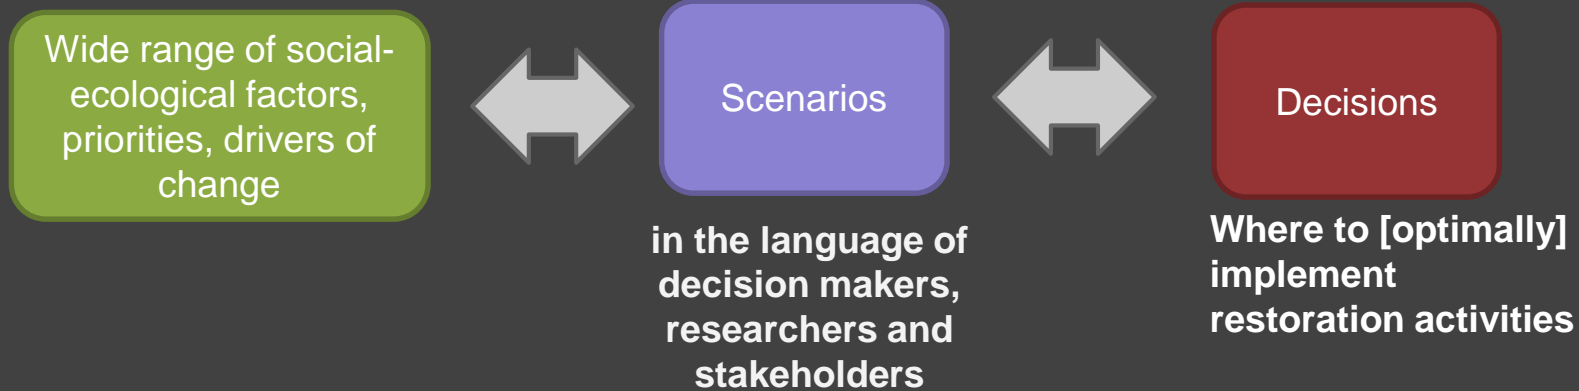 Wide range of social-
ecological factors,
priorities, drivers of
change
Scenarios
in the language of
decision makers,
researchers and
stakeholders
Decisions
Where to [optimally]
implement
restoration activities